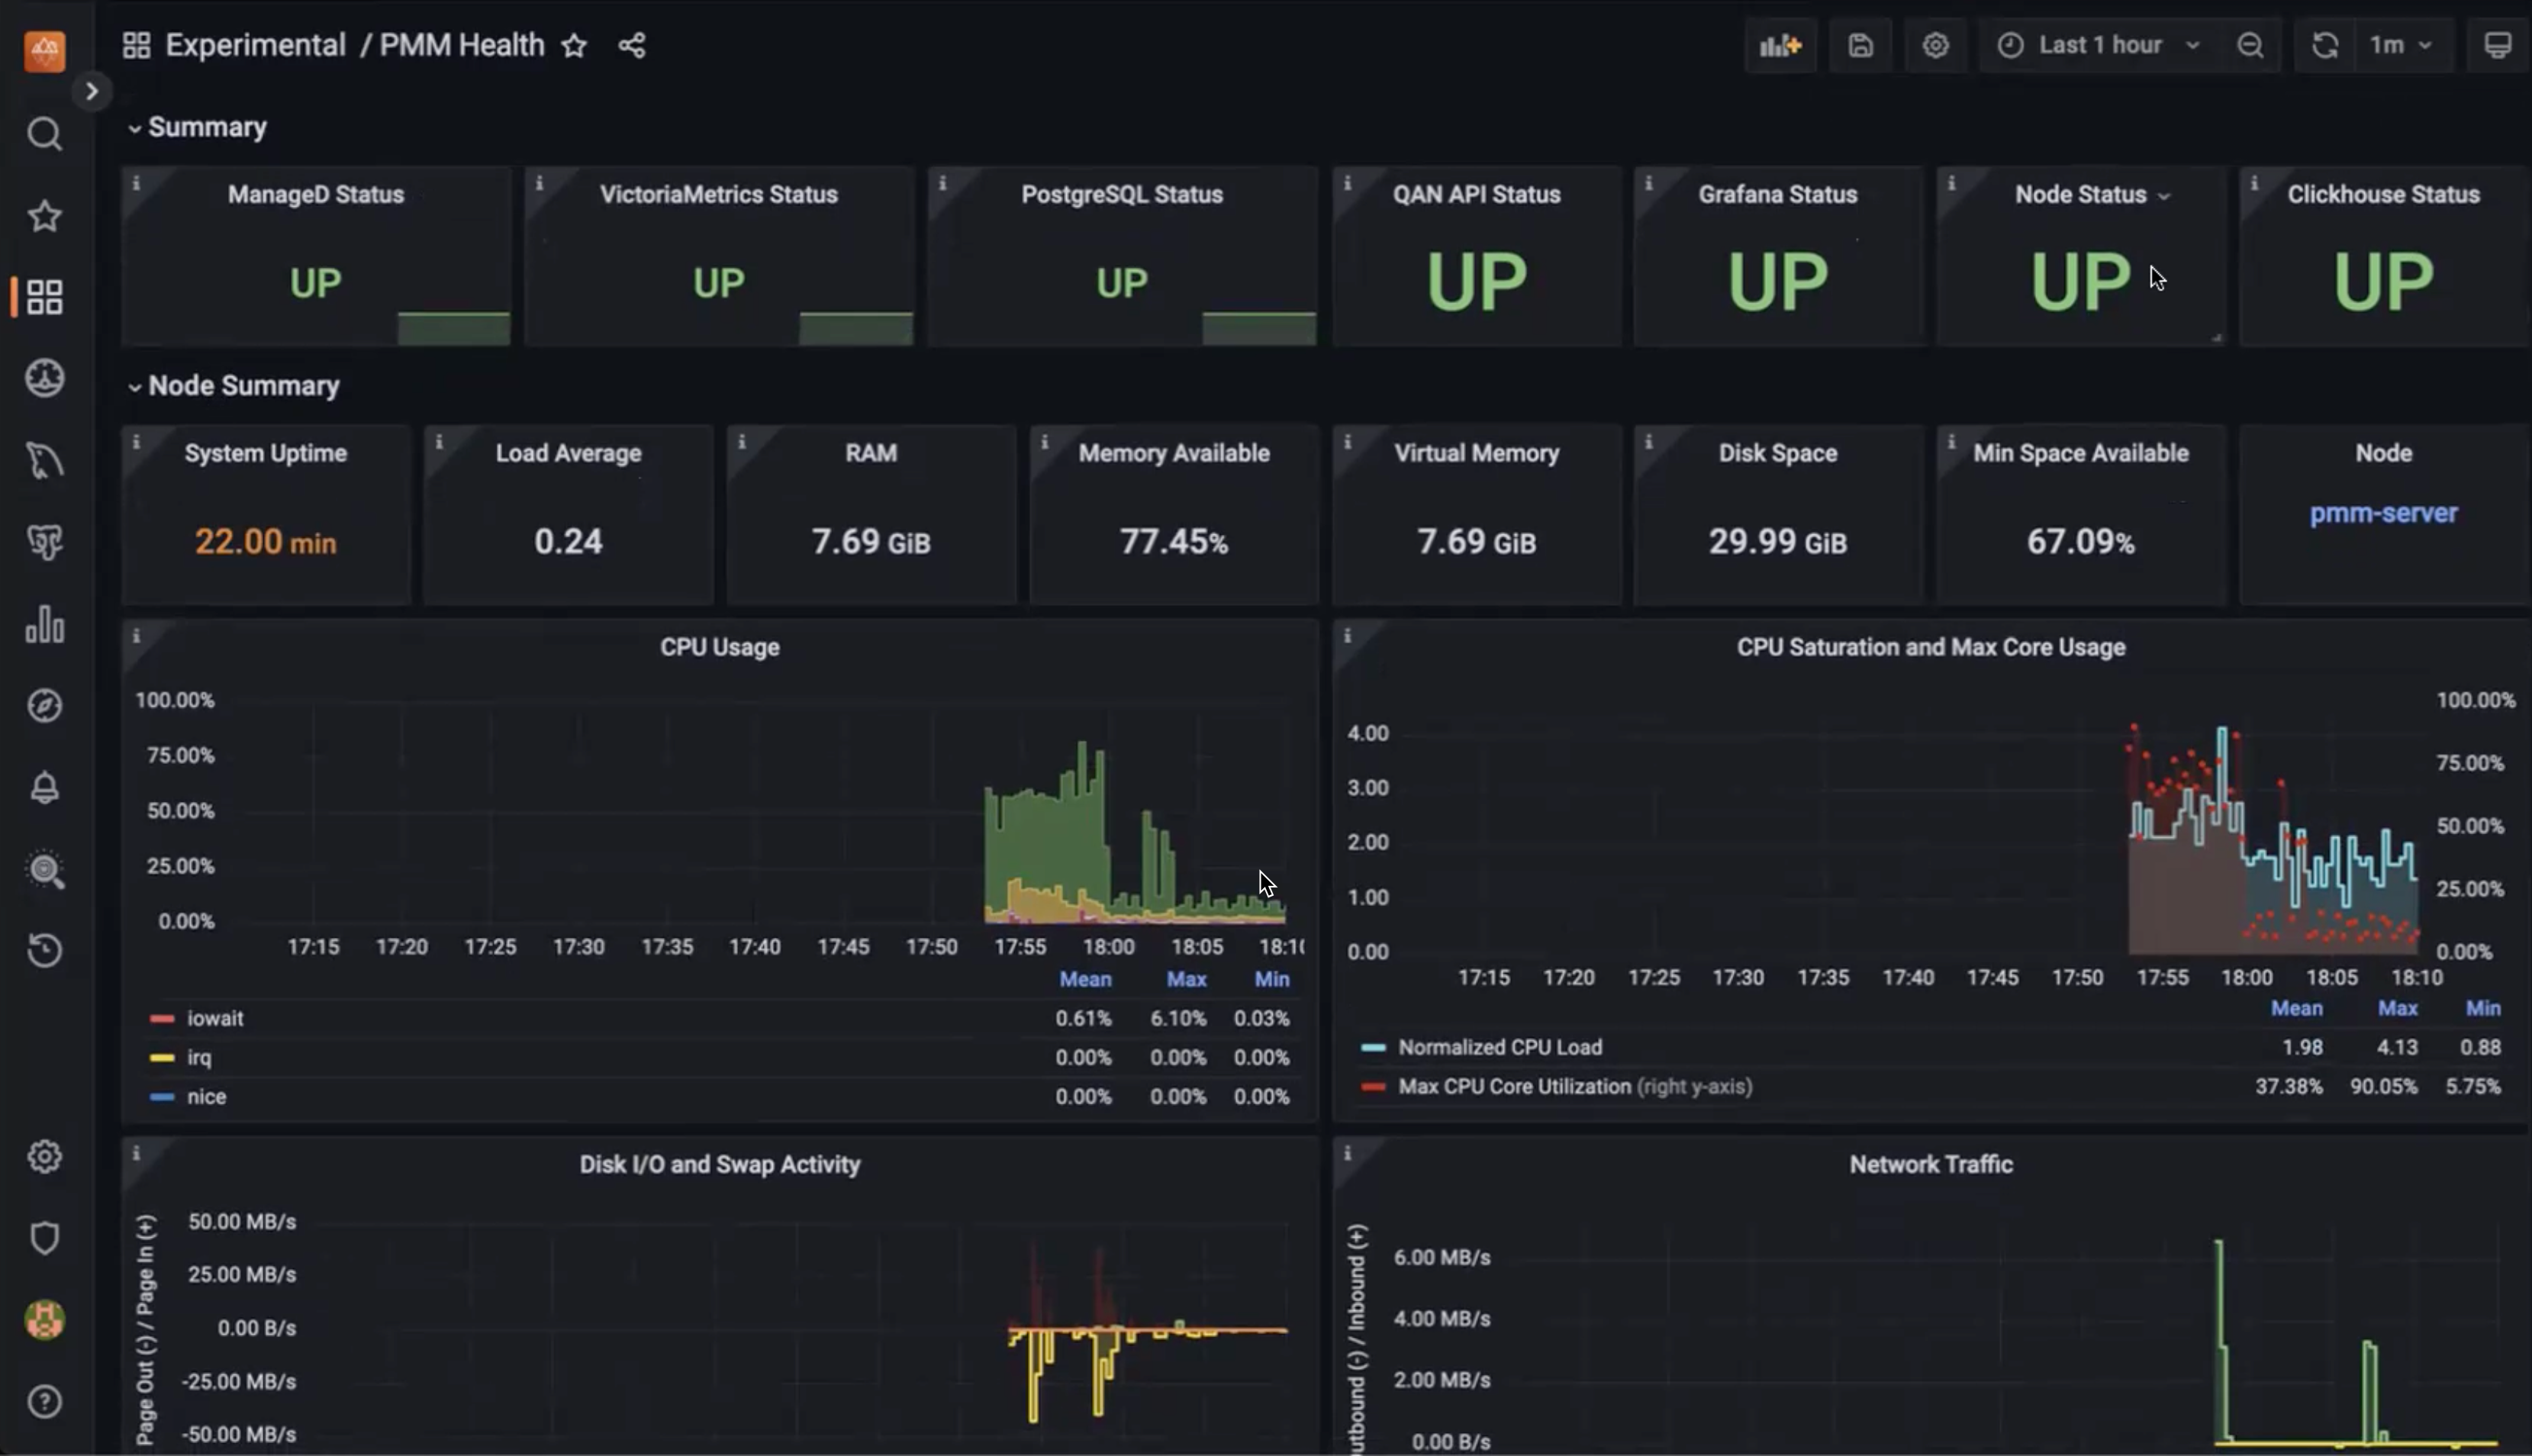 Experimental / PMM Health
Last 1 hour
1m
Summary
ManageD Status
VictoriaMetrics Status
PostgreSQL Status
QAN API Status
Grafana Status
Node Status
Clickhouse Status
UP
UP
UP
UP
UP
UP
UP
Node Summary
System Uptime
Load Average
RAM
Memory Available
Virtual Memory
Disk Space
Min Space Available
Node
22.00 min
0.24
7.69 GiB
77.45%
7.69 GiB
29.99 GiB
67.09%
pmm-server
CPU Usage
100.00%
75.00%
50.00%
25.00%
0.00%
17:15 17:20 17:25 17:30 17:35 17:40 17:45 17:50 17:55 18:00 18:05 18:10
Mean Max Min
iowait 0.61% 6.10% 0.03%
irq 0.00% 0.00% 0.00%
nice 0.00% 0.00% 0.00%
CPU Saturation and Max Core Usage
4.00
3.00
2.00
1.00
0.00
100.00%
75.00%
50.00%
25.00%
0.00%
17:15 17:20 17:25 17:30 17:35 17:40 17:45 17:50 17:55 18:00 18:05 18:10
Mean Max Min
Normalized CPU Load 1.98 4.13 0.88
Max CPU Core Utilization (right y-axis) 37.38% 90.05% 5.75%
Disk I/O and Swap Activity
Page Out (-) / Page In (+)
50.00 MB/s
25.00 MB/s
0.00 B/s
-25.00 MB/s
-50.00 MB/s
Network Traffic
utbound (-) / Inbound (+)
6.00 MB/s
4.00 MB/s
2.00 MB/s
0.00 B/s